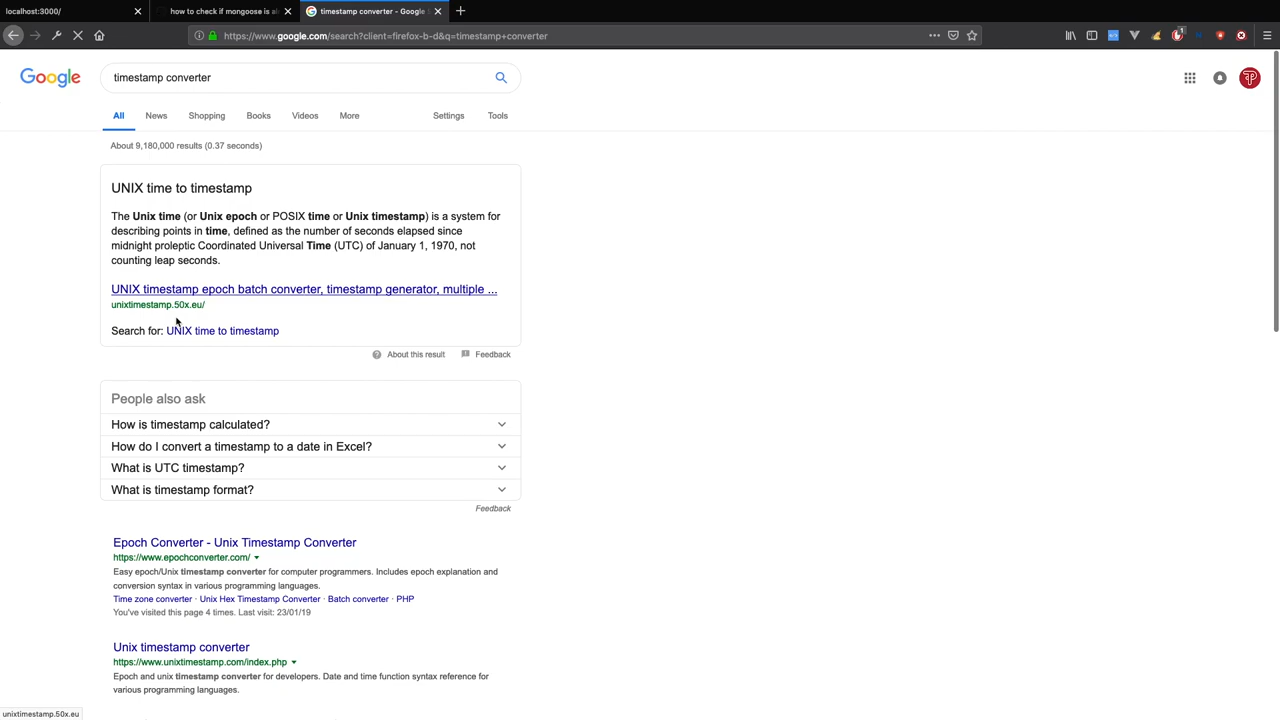 localhost:3000/
how to check if mongoose is al
timestamp converter - Google
https://www.google.com/search?client=firefox-b-d&q=timestamp+converter
Google
timestamp converter
All
News
Shopping
Books
Videos
More
Settings
Tools
About 9,180,000 results (0.37 seconds)
UNIX time to timestamp
The Unix time (or Unix epoch or POSIX time or Unix timestamp) is a system for
describing points in time, defined as the number of seconds elapsed since
midnight proleptic Coordinated Universal Time (UTC) of January 1, 1970, not
counting leap seconds.
UNIX timestamp epoch batch converter, timestamp generator, multiple ...
unixtimestamp.50x.eu/
Search for: UNIX time to timestamp
About this result
Feedback
People also ask
How is timestamp calculated?
How do I convert a timestamp to a date in Excel?
What is UTC timestamp?
What is timestamp format?
Feedback
Epoch Converter - Unix Timestamp Converter
https://www.epochconverter.com/
Easy epoch/Unix timestamp converter for computer programmers. Includes epoch explanation and
conversion syntax in various programming languages.
Time zone converter · Unix Hex Timestamp Converter · Batch converter · PHP
You've visited this page 4 times. Last visit: 23/01/19
Unix timestamp converter
https://www.unixtimestamp.com/index.php
Epoch and unix timestamp converter for developers. Date and time function syntax reference for
various programming languages.
unixtimestamp.50x.eu